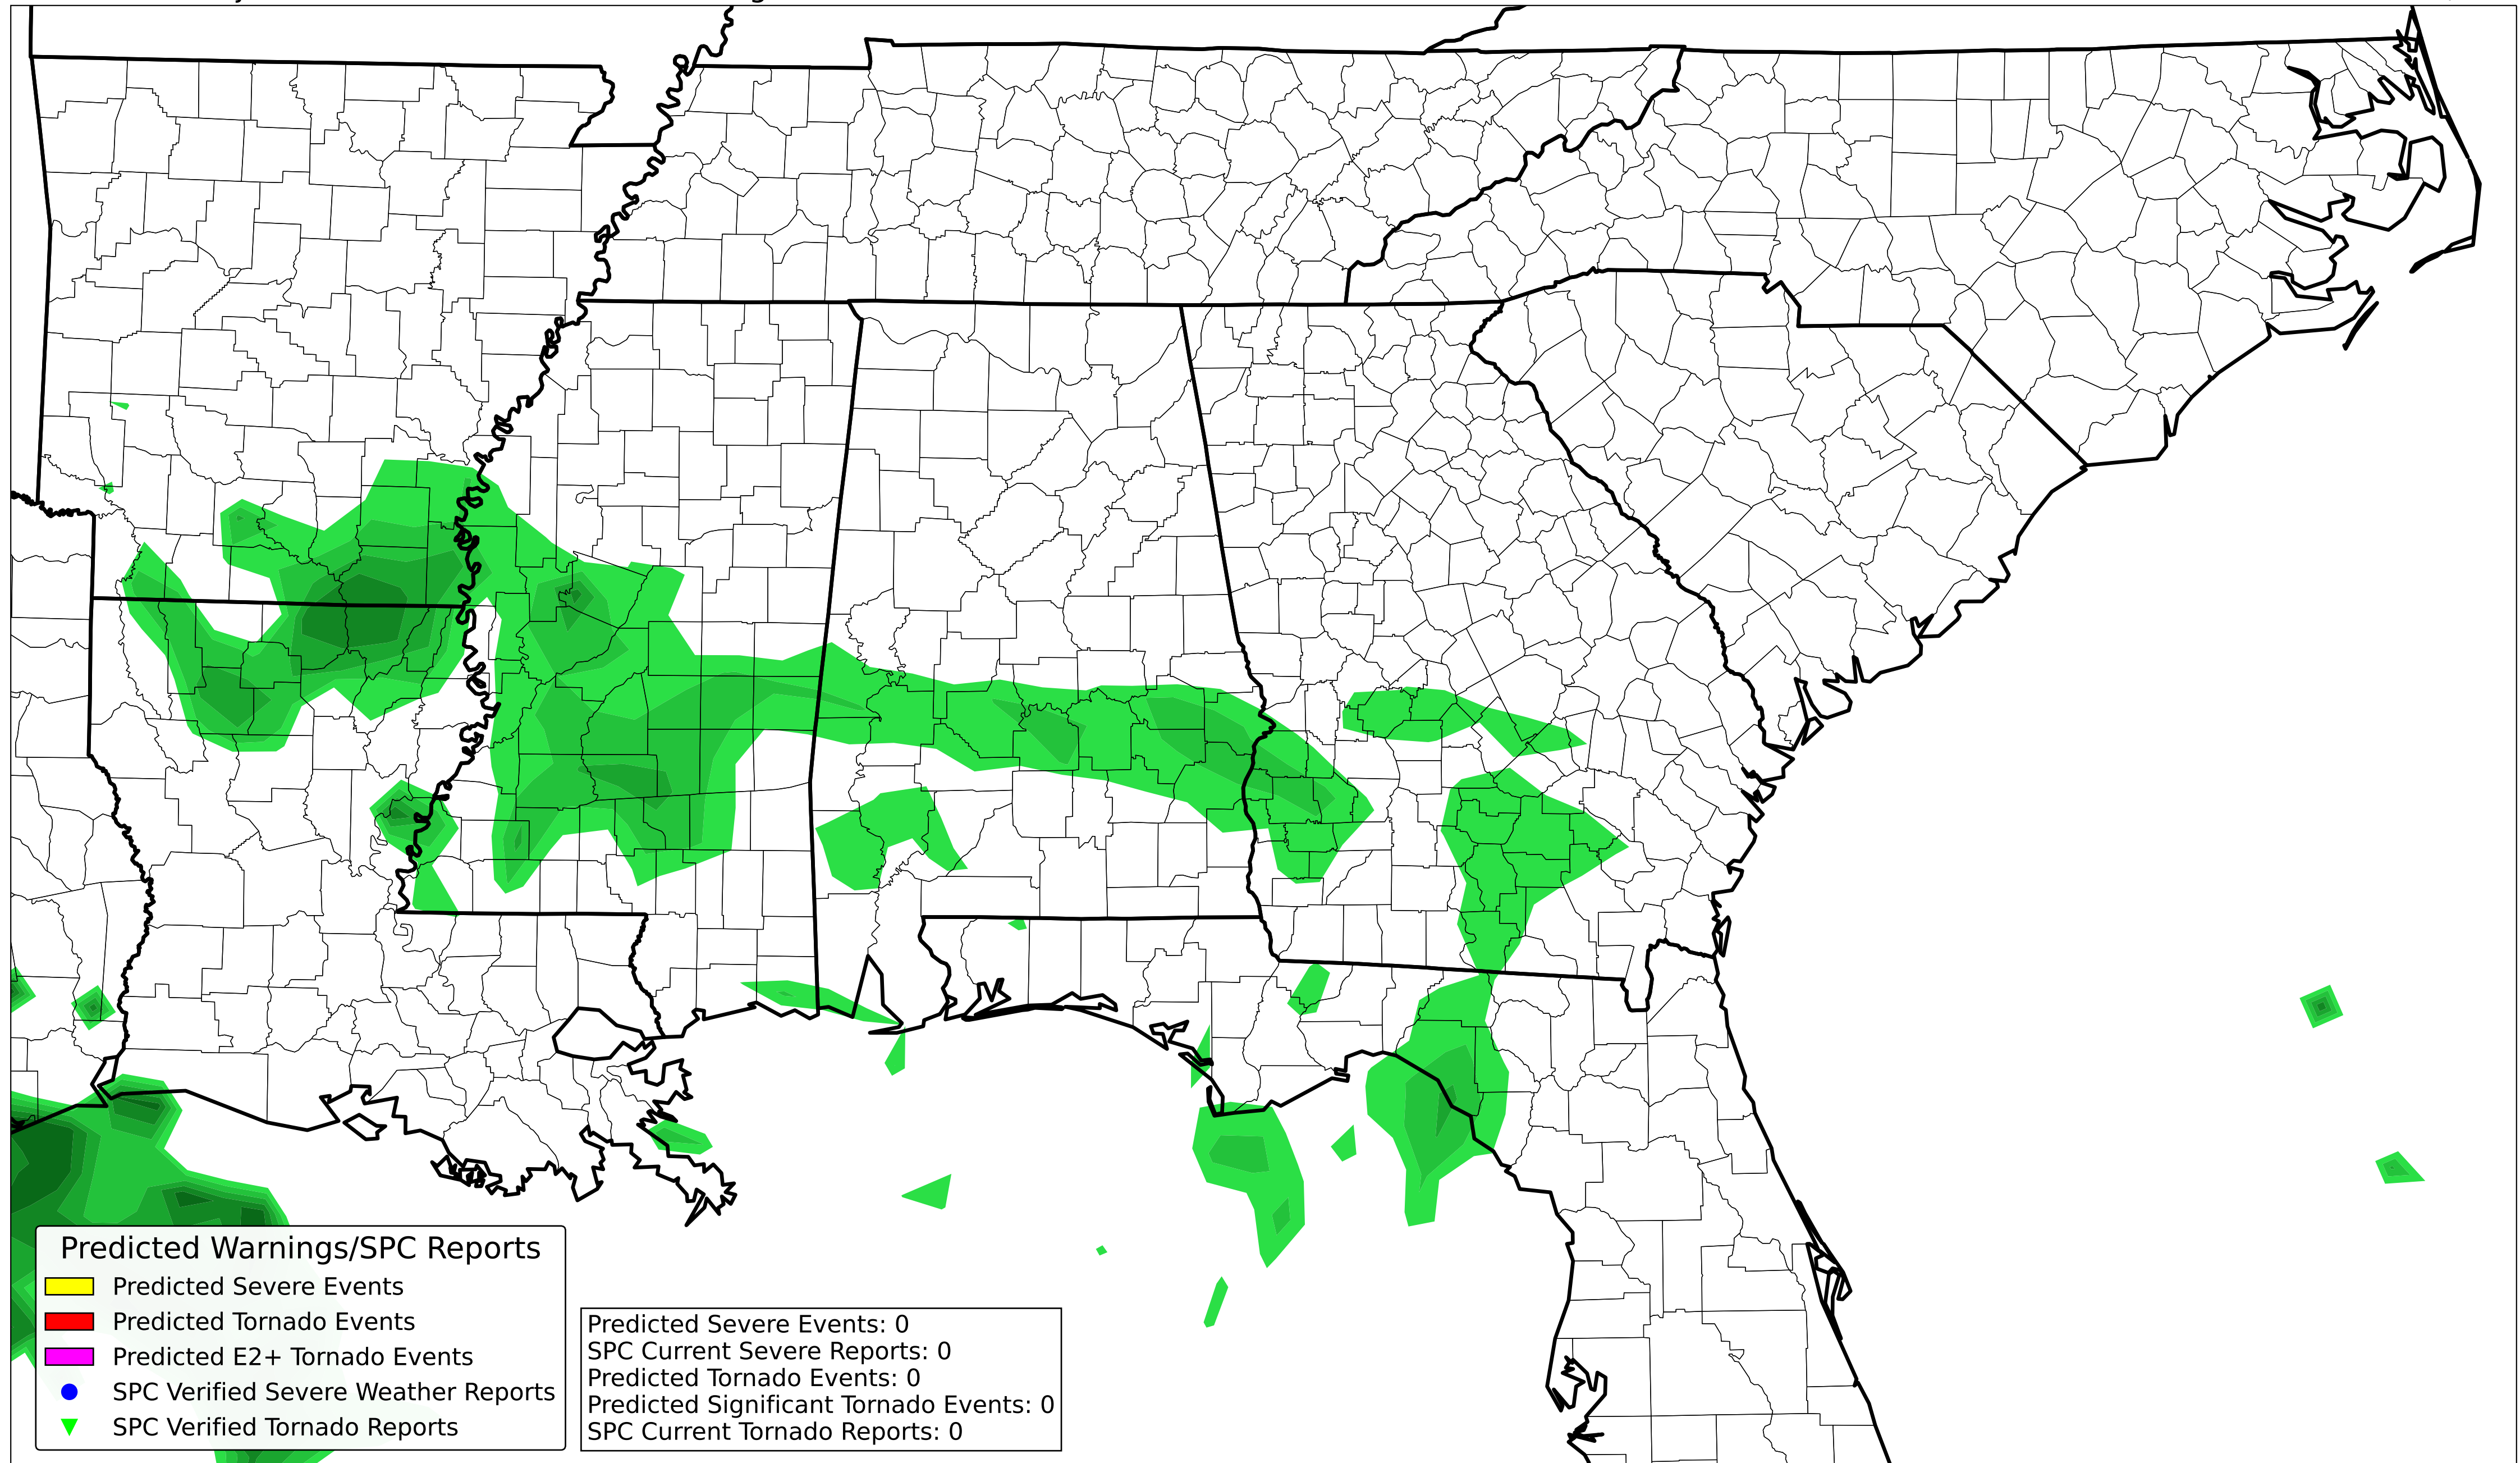 Predicted Warnings/SPC Reports
Predicted Severe Events
Predicted Tornado Events
Predicted E2+ Tornado Events
SPC Verified Severe Weather Reports
SPC Verified Tornado Reports
Predicted Severe Events: 0
SPC Current Severe Reports: 0
Predicted Tornado Events: 0
Predicted Significant Tornado Events: 0
SPC Current Tornado Reports: 0